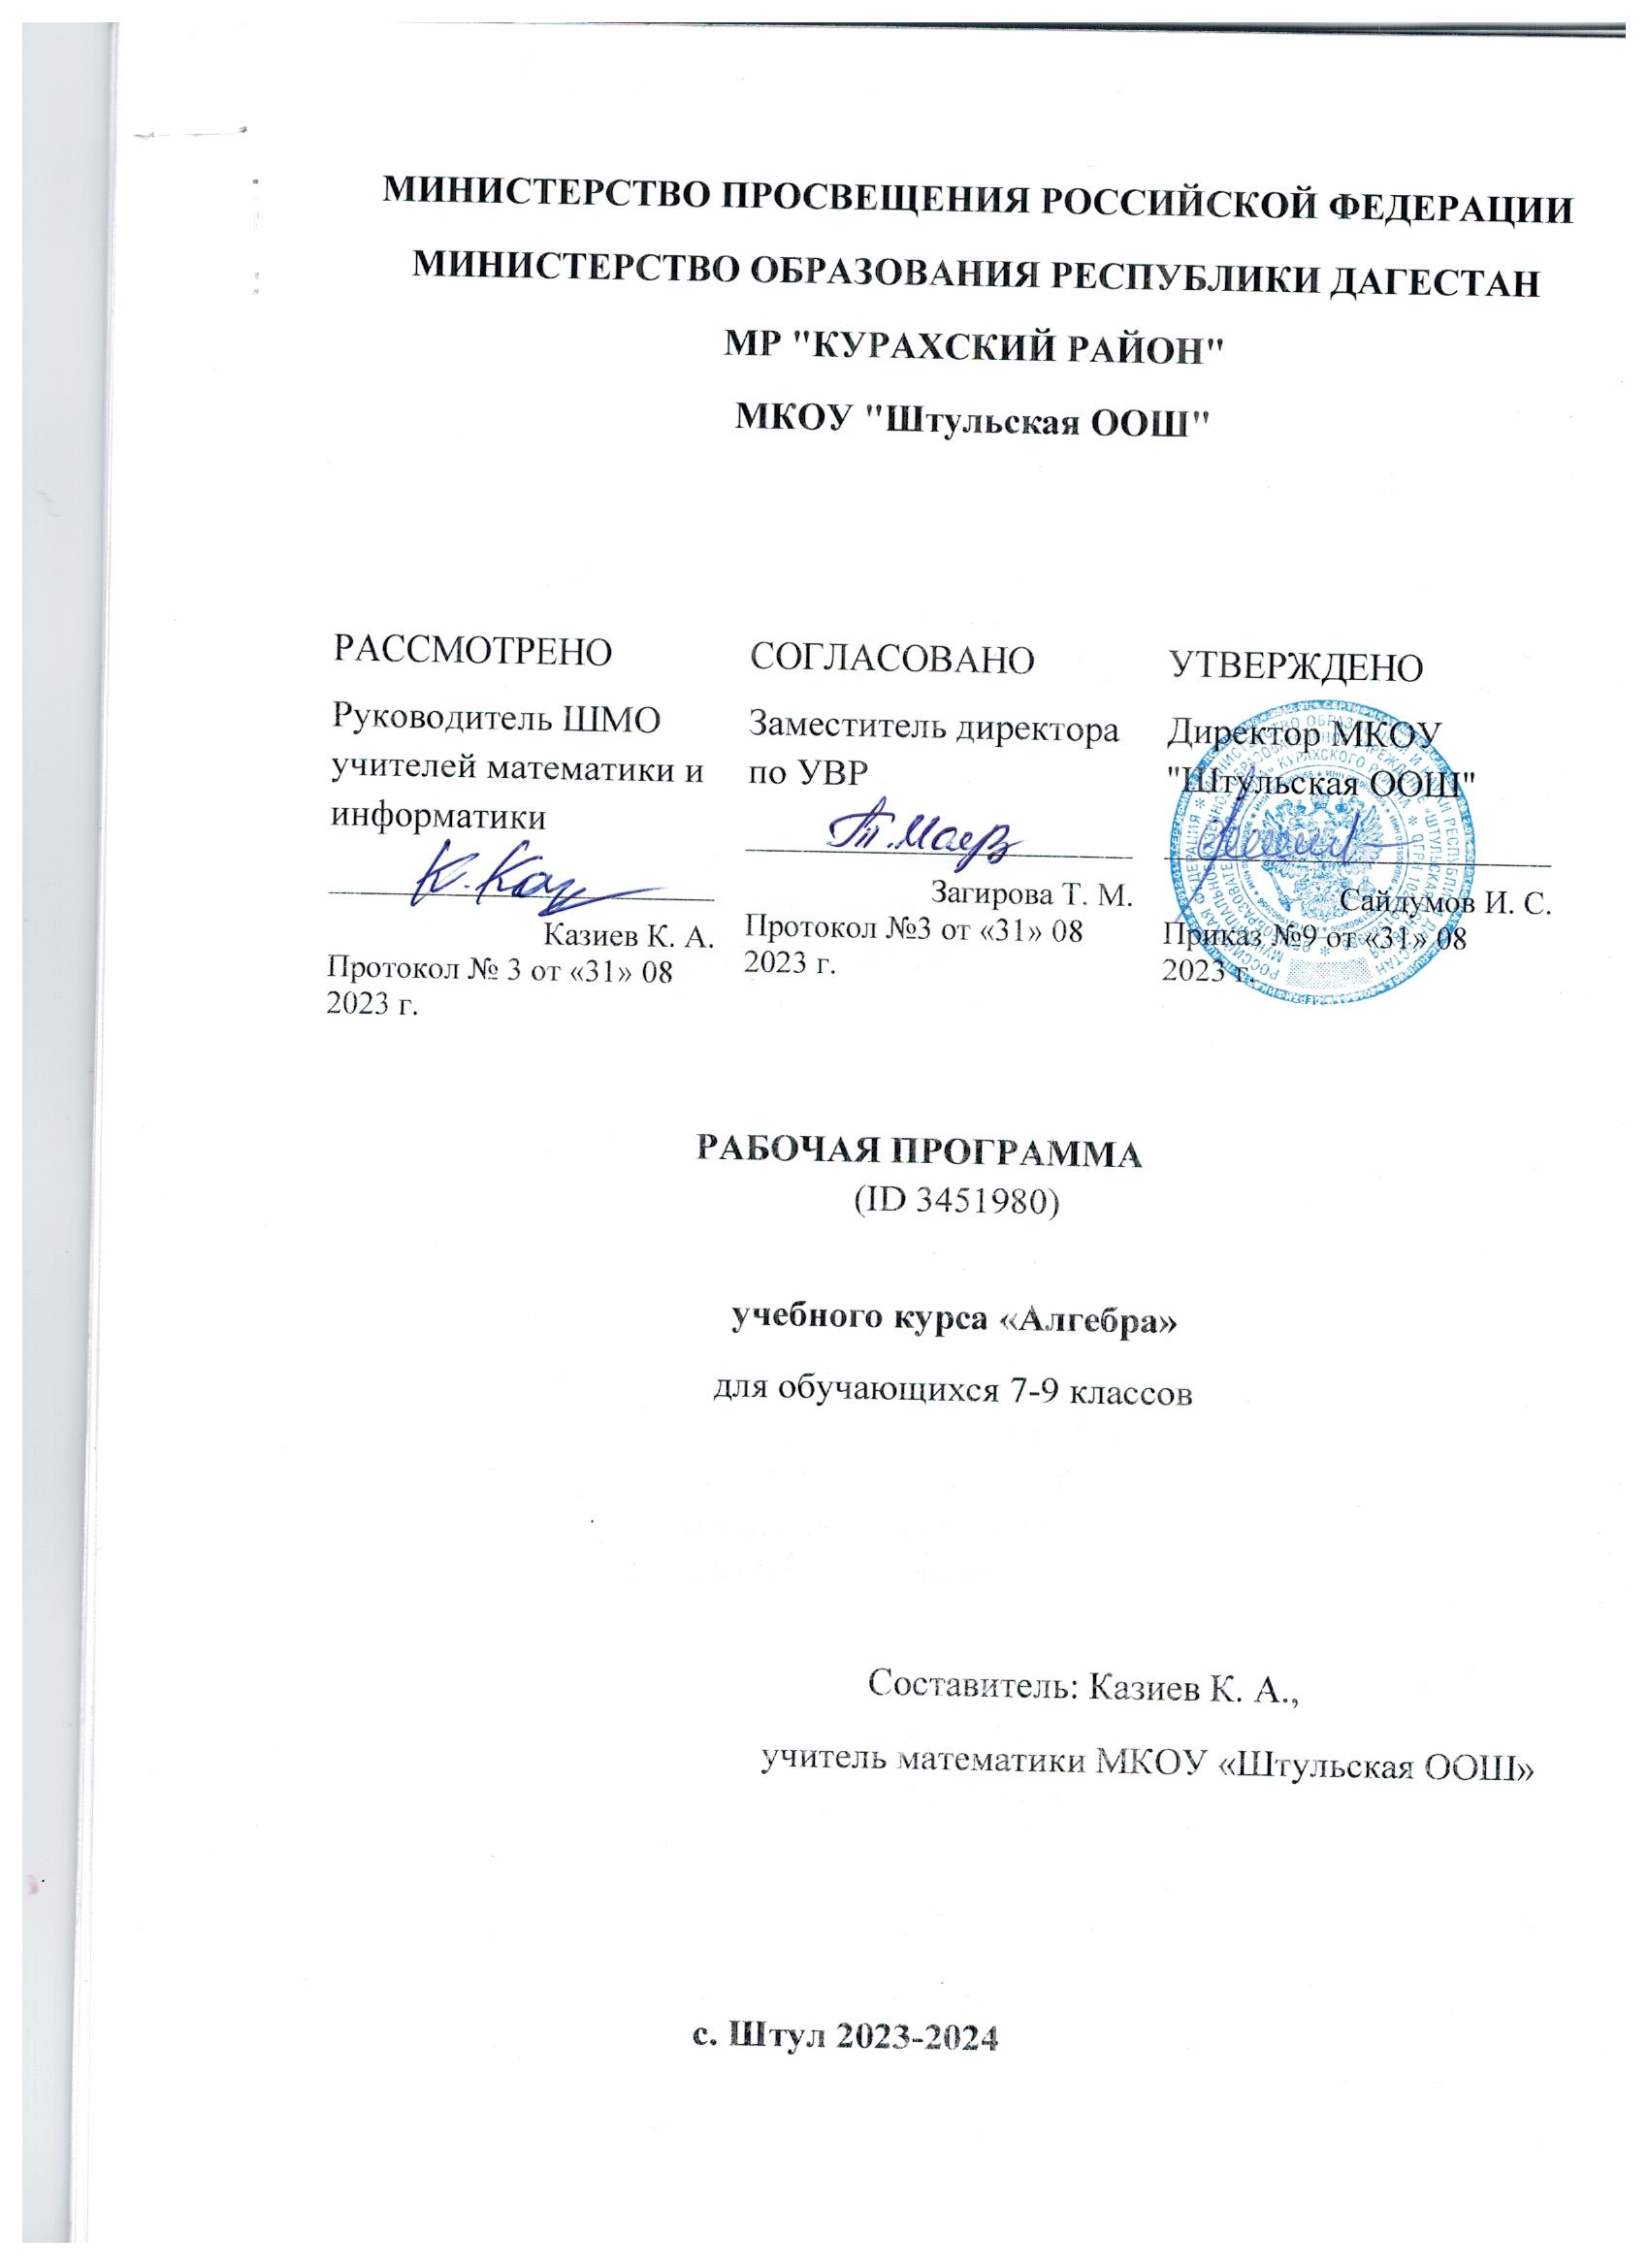 МИНИСТЕРСТВО ПРОСВЕЩЕНИЯ РОССИЙСКОЙ ФЕДЕРАЦИИ
МИНИСТЕРСТВО ОБРАЗОВАНИЯ РЕСПУБЛИКИ ДАГЕСТАН
МР "КУРАХСКИЙ РАЙОН"
МКОУ "Штульская ООШ"
РАССМОТРЕНО
Руководитель ШМО
учителей математики и
информатики
Казиев К. А.
Протокол № 3 от «31» 08
2023 г.
СОГЛАСОВАНО
Заместитель директора
по УВР
Загирова Т. М.
Протокол №3 от «31» 08
2023 г.
УТВЕРЖДЕНО
Директор МКОУ
"Штульская ООШ"
Сайдумов И. С.
Приказ №9 от «31» 08
2023 г.
РАБОЧАЯ ПРОГРАММА
(ID 3451980)
учебного курса «Алгебра»
для обучающихся 7-9 классов
Составитель: Казиев К. А.,
учитель математики МКОУ «Штульская ООШ»
с. Штул 2023-2024